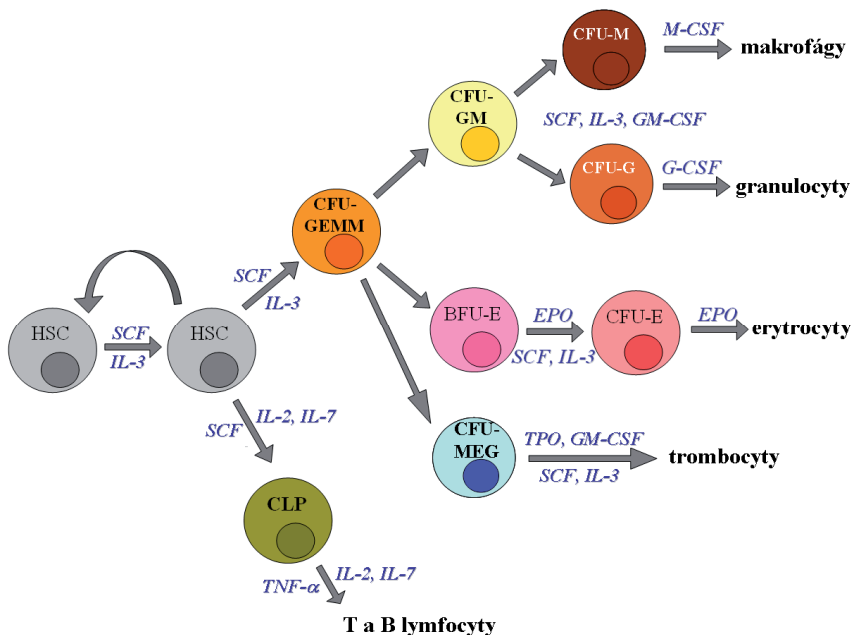 CFU-M
M-CSF
makrofágy
CFU-
GM
SCF, IL-3, GM-CSF
CFU-G
G-CSF
granulocyty
CFU-
GEMM
SCF
IL-3
HSC
SCF
IL-3
HSC
BFU-E
EPO
SCF, IL-3
CFU-E
EPO
erytrocyty
IL-2, IL-7
SCF
CFU-
MEG
TPO, GM-CSF
SCF, IL-3
trombocyty
CLP
IL-2, IL-7
TNF-α
T a B lymfocyty